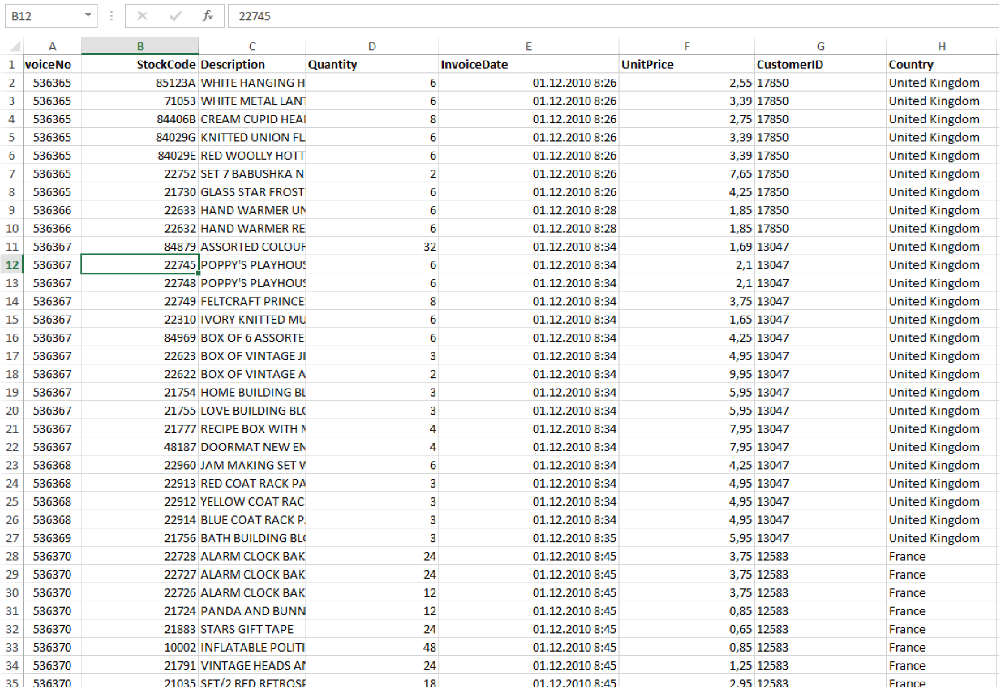 B12 fx 22745
A B C D E F G H
1 voiceNo StockCode Description Quantity InvoiceDate UnitPrice CustomerID Country
2 536365 85123A WHITE HANGING H 6 01.12.2010 8:26 2,55 17850 United Kingdom
3 536365 71053 WHITE METAL LANT 6 01.12.2010 8:26 3,39 17850 United Kingdom
4 536365 84406B CREAM CUPID HEA 8 01.12.2010 8:26 2,75 17850 United Kingdom
5 536365 84029G KNITTED UNION FL 6 01.12.2010 8:26 3,39 17850 United Kingdom
6 536365 84029E RED WOOLLY HOTT 6 01.12.2010 8:26 3,39 17850 United Kingdom
7 536365 22752 SET 7 BABUSHKA N 2 01.12.2010 8:26 7,65 17850 United Kingdom
8 536365 21730 GLASS STAR FROST 6 01.12.2010 8:26 4,25 17850 United Kingdom
9 536366 22633 HAND WARMER UN 6 01.12.2010 8:28 1,85 17850 United Kingdom
10 536366 22632 HAND WARMER RE 6 01.12.2010 8:28 1,85 17850 United Kingdom
11 536367 84879 ASSORTED COLOUR 32 01.12.2010 8:34 1,69 13047 United Kingdom
12 536367 22745 POPPY'S PLAYHOUS 6 01.12.2010 8:34 2,1 13047 United Kingdom
13 536367 22748 POPPY'S PLAYHOUS 6 01.12.2010 8:34 2,1 13047 United Kingdom
14 536367 22749 FELTCRAFT PRINCE 8 01.12.2010 8:34 3,75 13047 United Kingdom
15 536367 22310 IVORY KNITTED MU 6 01.12.2010 8:34 1,65 13047 United Kingdom
16 536367 84969 BOX OF 6 ASSORTE 6 01.12.2010 8:34 4,25 13047 United Kingdom
17 536367 22623 BOX OF VINTAGE JI 3 01.12.2010 8:34 4,95 13047 United Kingdom
18 536367 22622 BOX OF VINTAGE A 2 01.12.2010 8:34 9,95 13047 United Kingdom
19 536367 21754 HOME BUILDING BL 3 01.12.2010 8:34 5,95 13047 United Kingdom
20 536367 21755 LOVE BUILDING BLO 3 01.12.2010 8:34 5,95 13047 United Kingdom
21 536367 21777 RECIPE BOX WITH M 4 01.12.2010 8:34 7,95 13047 United Kingdom
22 536367 48187 DOORMAT NEW EN 4 01.12.2010 8:34 7,95 13047 United Kingdom
23 536368 22960 JAM MAKING SET W 6 01.12.2010 8:34 4,25 13047 United Kingdom
24 536368 22913 RED COAT RACK PA 3 01.12.2010 8:34 4,95 13047 United Kingdom
25 536368 22912 YELLOW COAT RAC 3 01.12.2010 8:34 4,95 13047 United Kingdom
26 536368 22914 BLUE COAT RACK P 3 01.12.2010 8:34 4,95 13047 United Kingdom
27 536369 21756 BATH BUILDING BLO 3 01.12.2010 8:35 5,95 13047 United Kingdom
28 536370 22728 ALARM CLOCK BAK 24 01.12.2010 8:45 3,75 12583 France
29 536370 22727 ALARM CLOCK BAK 24 01.12.2010 8:45 3,75 12583 France
30 536370 22726 ALARM CLOCK BAK 12 01.12.2010 8:45 3,75 12583 France
31 536370 21724 PANDA AND BUNN 12 01.12.2010 8:45 0,85 12583 France
32 536370 21883 STARS GIFT TAPE 24 01.12.2010 8:45 0,65 12583 France
33 536370 10002 INFLATABLE POLITI 48 01.12.2010 8:45 0,85 12583 France
34 536370 21791 VINTAGE HEADS AN 24 01.12.2010 8:45 1,25 12583 France
35 536370 21035 SET/2 RED RETROSP 18 01.12.2010 8:45 2,95 12583 France